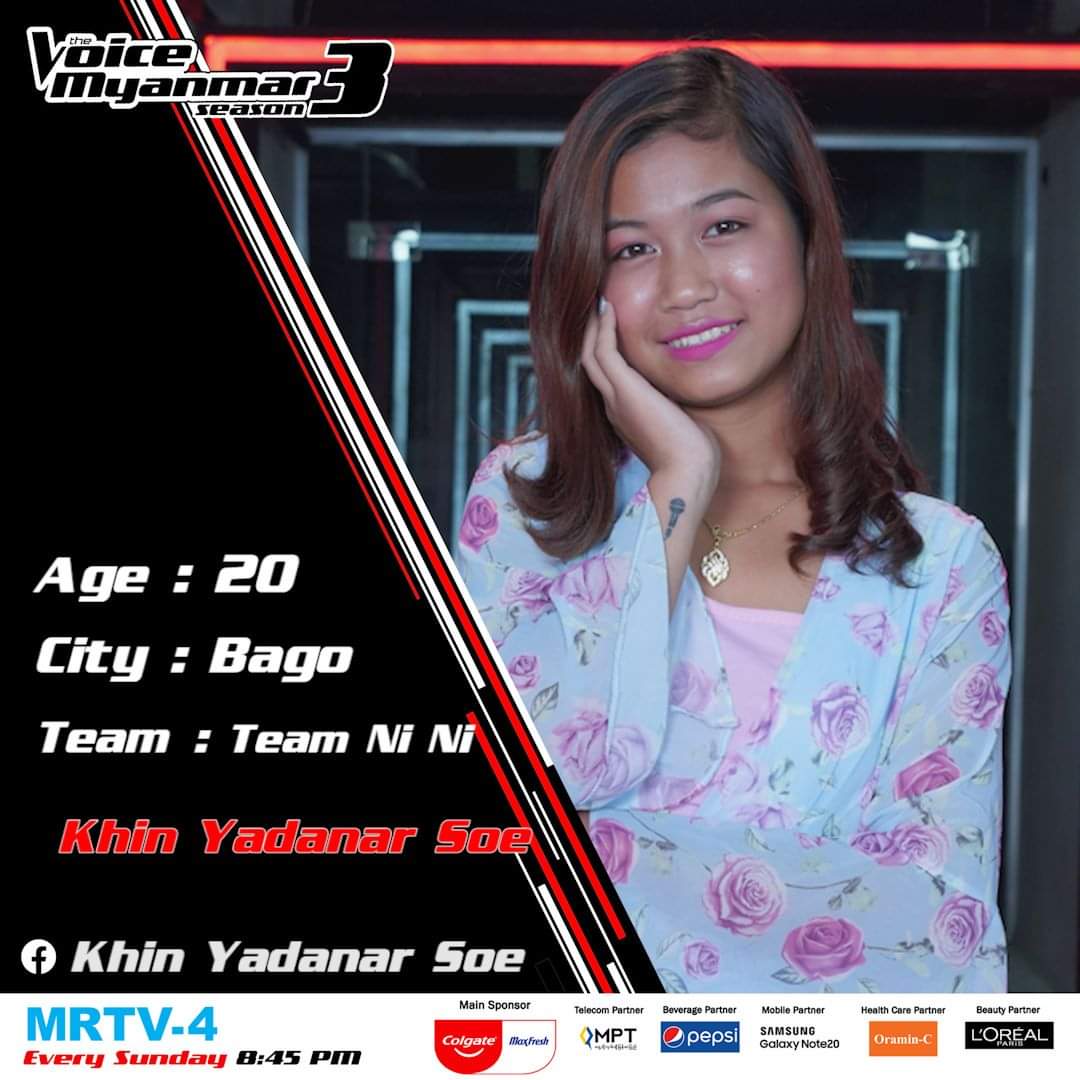 the
Voice
Myanmar
season 3
Age : 20
City : Bago
Team : Team Ni Ni
Khin Yadanar Soe
Khin Yadanar Soe
MRTV-4
Every Sunday 8:45 PM
Main Sponsor
Colgate MaxFresh
Telecom Partner
MPT
Beverage Partner
pepsi
Mobile Partner
SAMSUNG
Galaxy Note20
Health Care Partner
Oramin-C
Beauty Partner
L'ORÉAL
PARIS